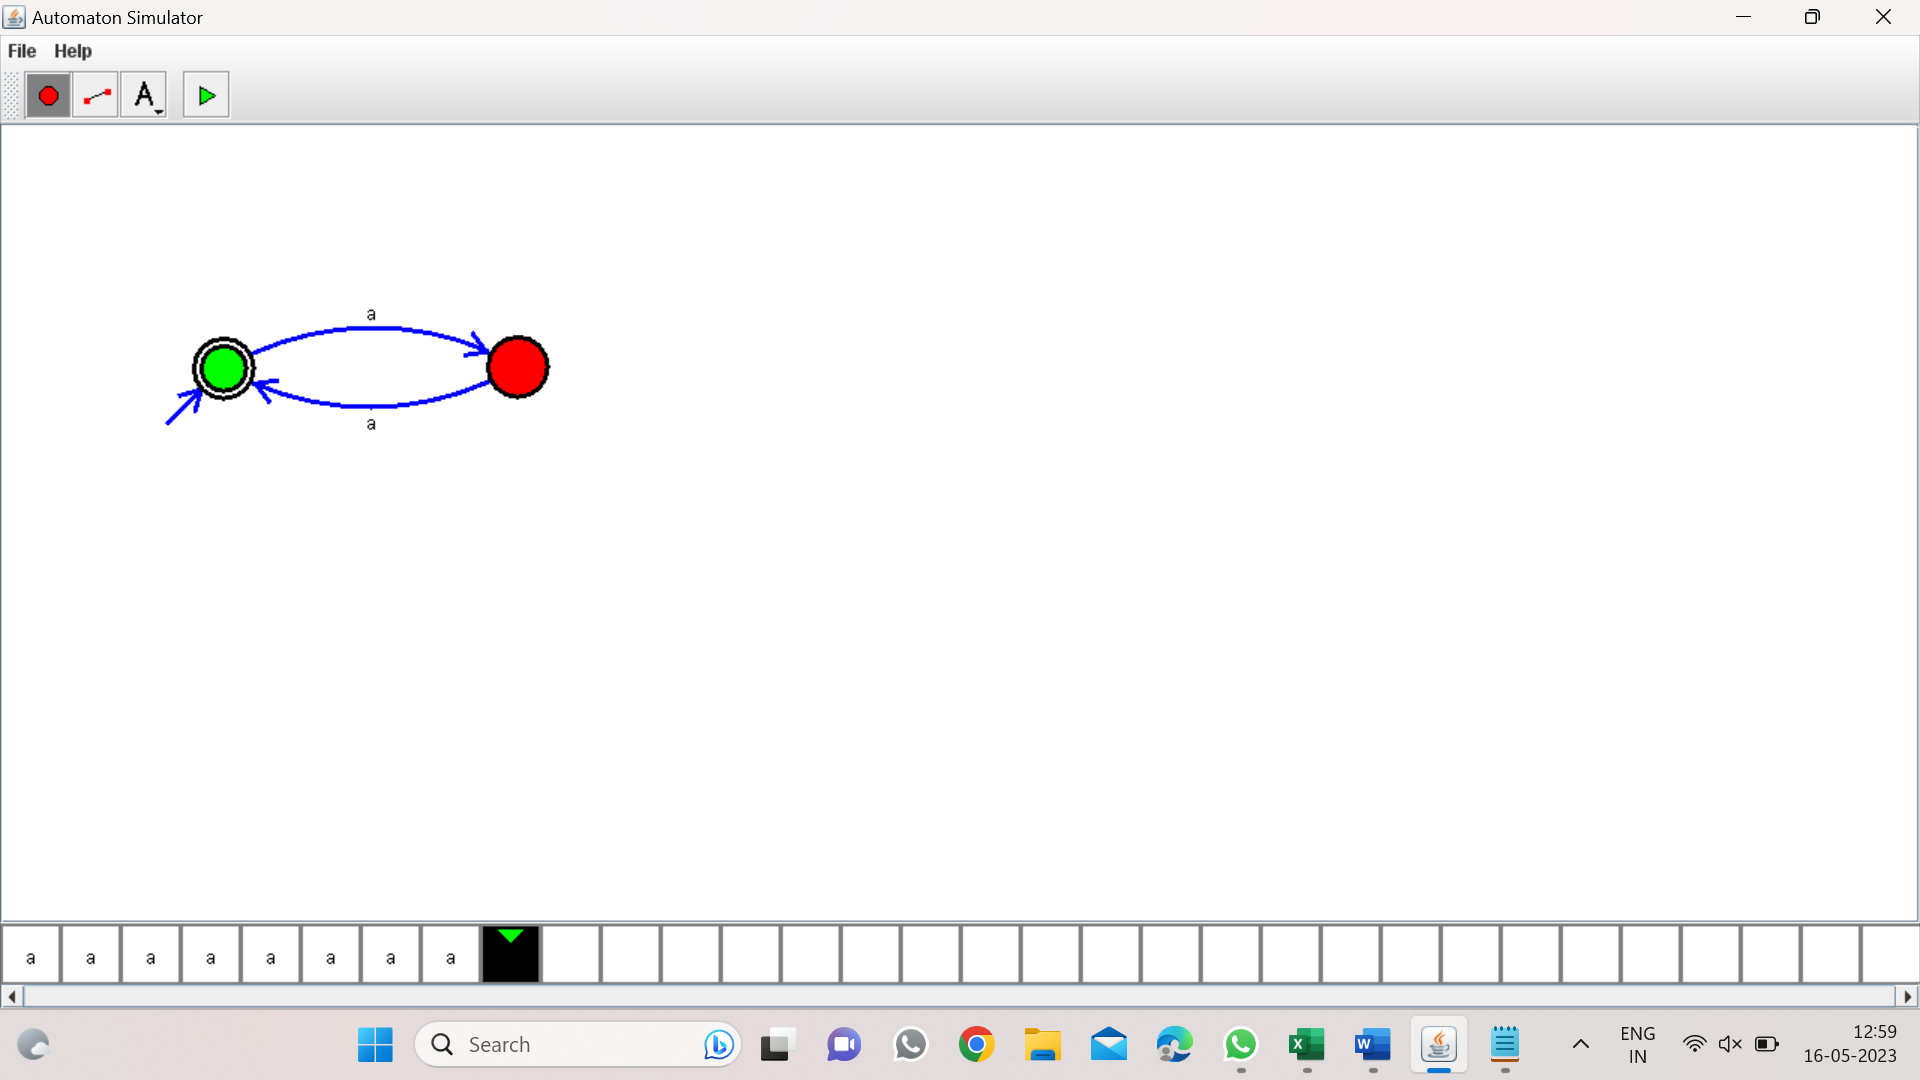 Automaton Simulator
File Help
A
a
a
a a a a a a a a
Search
X
W
ENG
IN
12:59
16-05-2023